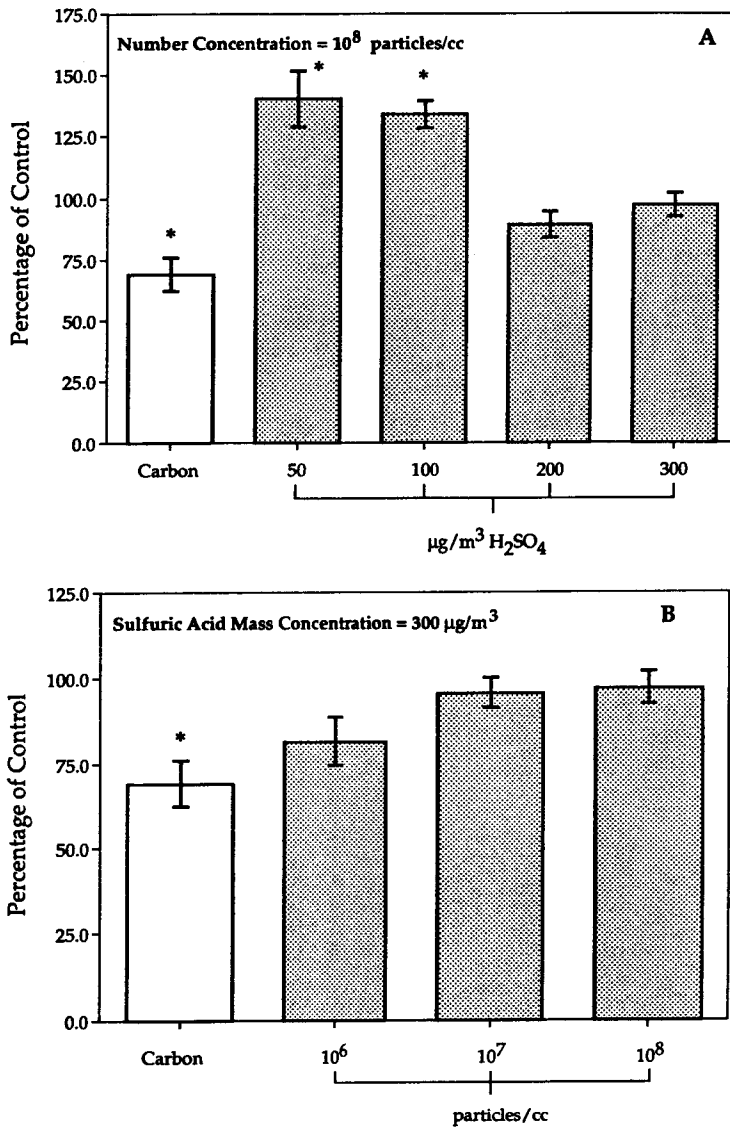 175.0
Number Concentration = 10⁸ particles/cc
A
150.0
*
*
125.0
Percentage of Control
100.0
*
75.0
50.0
25.0
0.0
Carbon
50
100
200
300
µg/m³ H₂SO₄
125.0
Sulfuric Acid Mass Concentration = 300 µg/m³
B
100.0
Percentage of Control
*
75.0
50.0
25.0
0.0
Carbon
10⁶
10⁷
10⁸
particles/cc